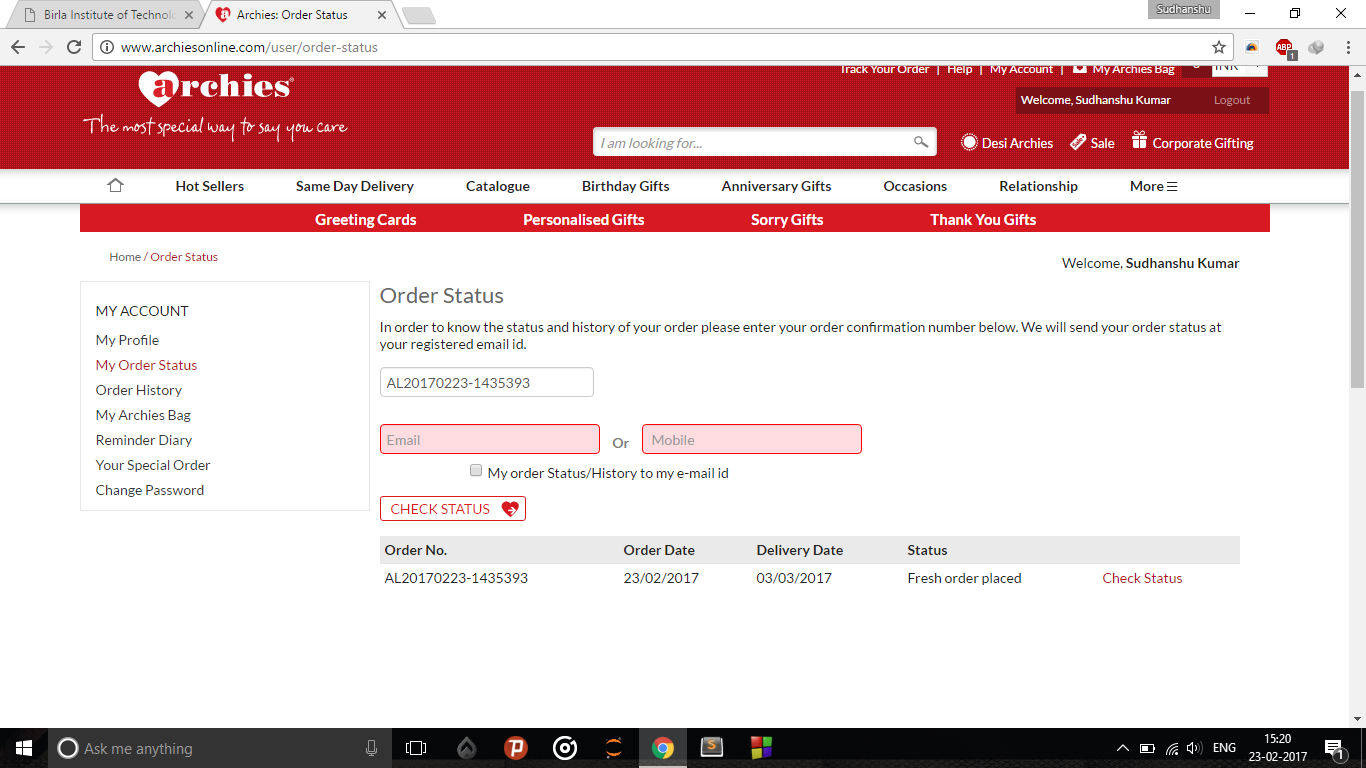 Birla Institute of Technolo
Archies: Order Status
Sudhanshu
www.archiesonline.com/user/order-status
ABP
1
Track Your Order | Help | My Account | My Archies Bag
INR
archies
Welcome, Sudhanshu Kumar Logout
The most special way to say you care
I am looking for...
Desi Archies
Sale
Corporate Gifting
Hot Sellers Same Day Delivery Catalogue Birthday Gifts Anniversary Gifts Occasions Relationship More
Greeting Cards Personalised Gifts Sorry Gifts Thank You Gifts
Home / Order Status
Welcome, Sudhanshu Kumar
MY ACCOUNT
My Profile
My Order Status
Order History
My Archies Bag
Reminder Diary
Your Special Order
Change Password
Order Status
In order to know the status and history of your order please enter your order confirmation number below. We will send your order status at
your registered email id.
AL20170223-1435393
Email Or Mobile
My order Status/History to my e-mail id
CHECK STATUS
Order No. Order Date Delivery Date Status
AL20170223-1435393 23/02/2017 03/03/2017 Fresh order placed Check Status
Ask me anything
ENG
15:20
23-02-2017
1